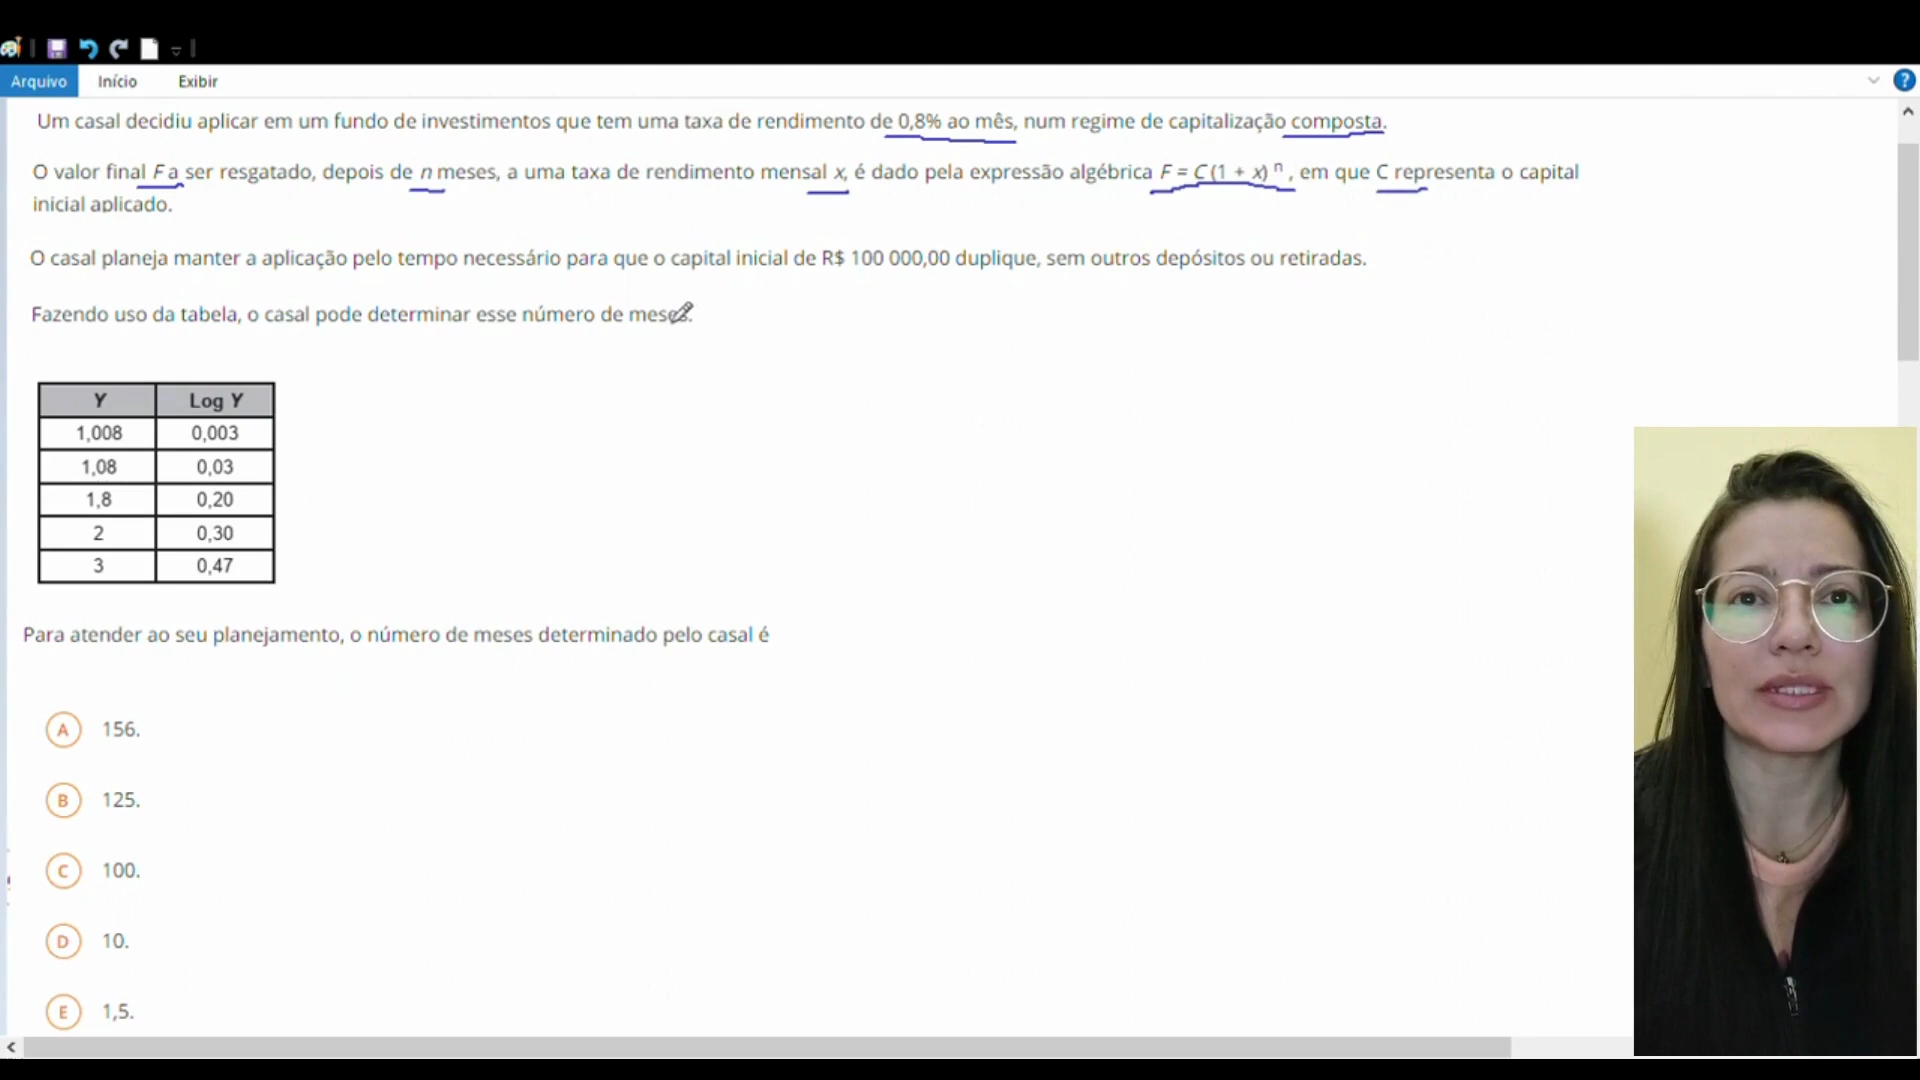 Arquivo Início Exibir
Um casal decidiu aplicar em um fundo de investimentos que tem uma taxa de rendimento de 0,8% ao mês, num regime de capitalização composta.
O valor final F a ser resgatado, depois de n meses, a uma taxa de rendimento mensal x, é dado pela expressão algébrica F = C (1 + x) ⁿ , em que C representa o capital
inicial aplicado.
O casal planeja manter a aplicação pelo tempo necessário para que o capital inicial de R$ 100 000,00 duplique, sem outros depósitos ou retiradas.
Fazendo uso da tabela, o casal pode determinar esse número de meses.
Y Log Y
1,008 0,003
1,08 0,03
1,8 0,20
2 0,30
3 0,47
Para atender ao seu planejamento, o número de meses determinado pelo casal é
A 156.
B 125.
C 100.
D 10.
E 1,5.